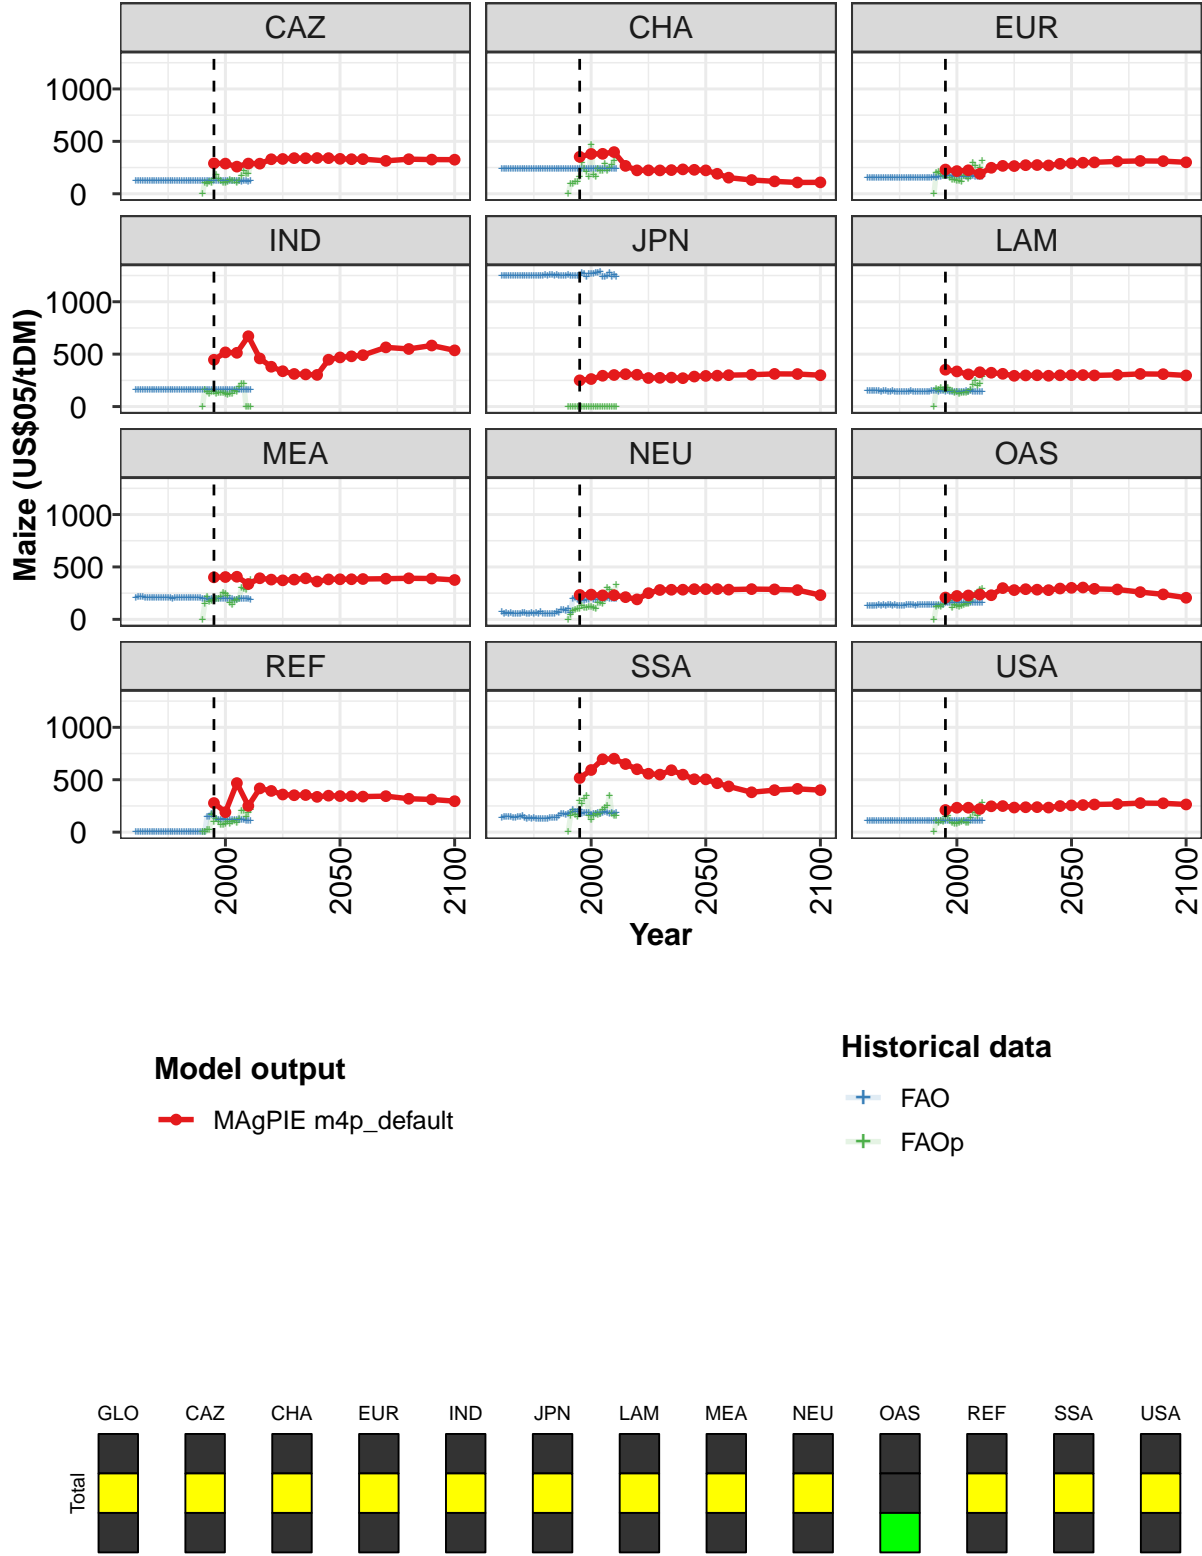 CAZ CHA EUR
1000
500
0
IND JPN LAM
1000
500
0
MEA NEU OAS
1000
500
0
REF SSA USA
1000
500
0
Maize (US$05/tDM)
2000 2050 2100 2000 2050 2100 2000 2050 2100
Year
Model output
MAgPIE m4p_default
Historical data
FAO
FAOp
GLO CAZ CHA EUR IND JPN LAM MEA NEU OAS REF SSA USA
Total